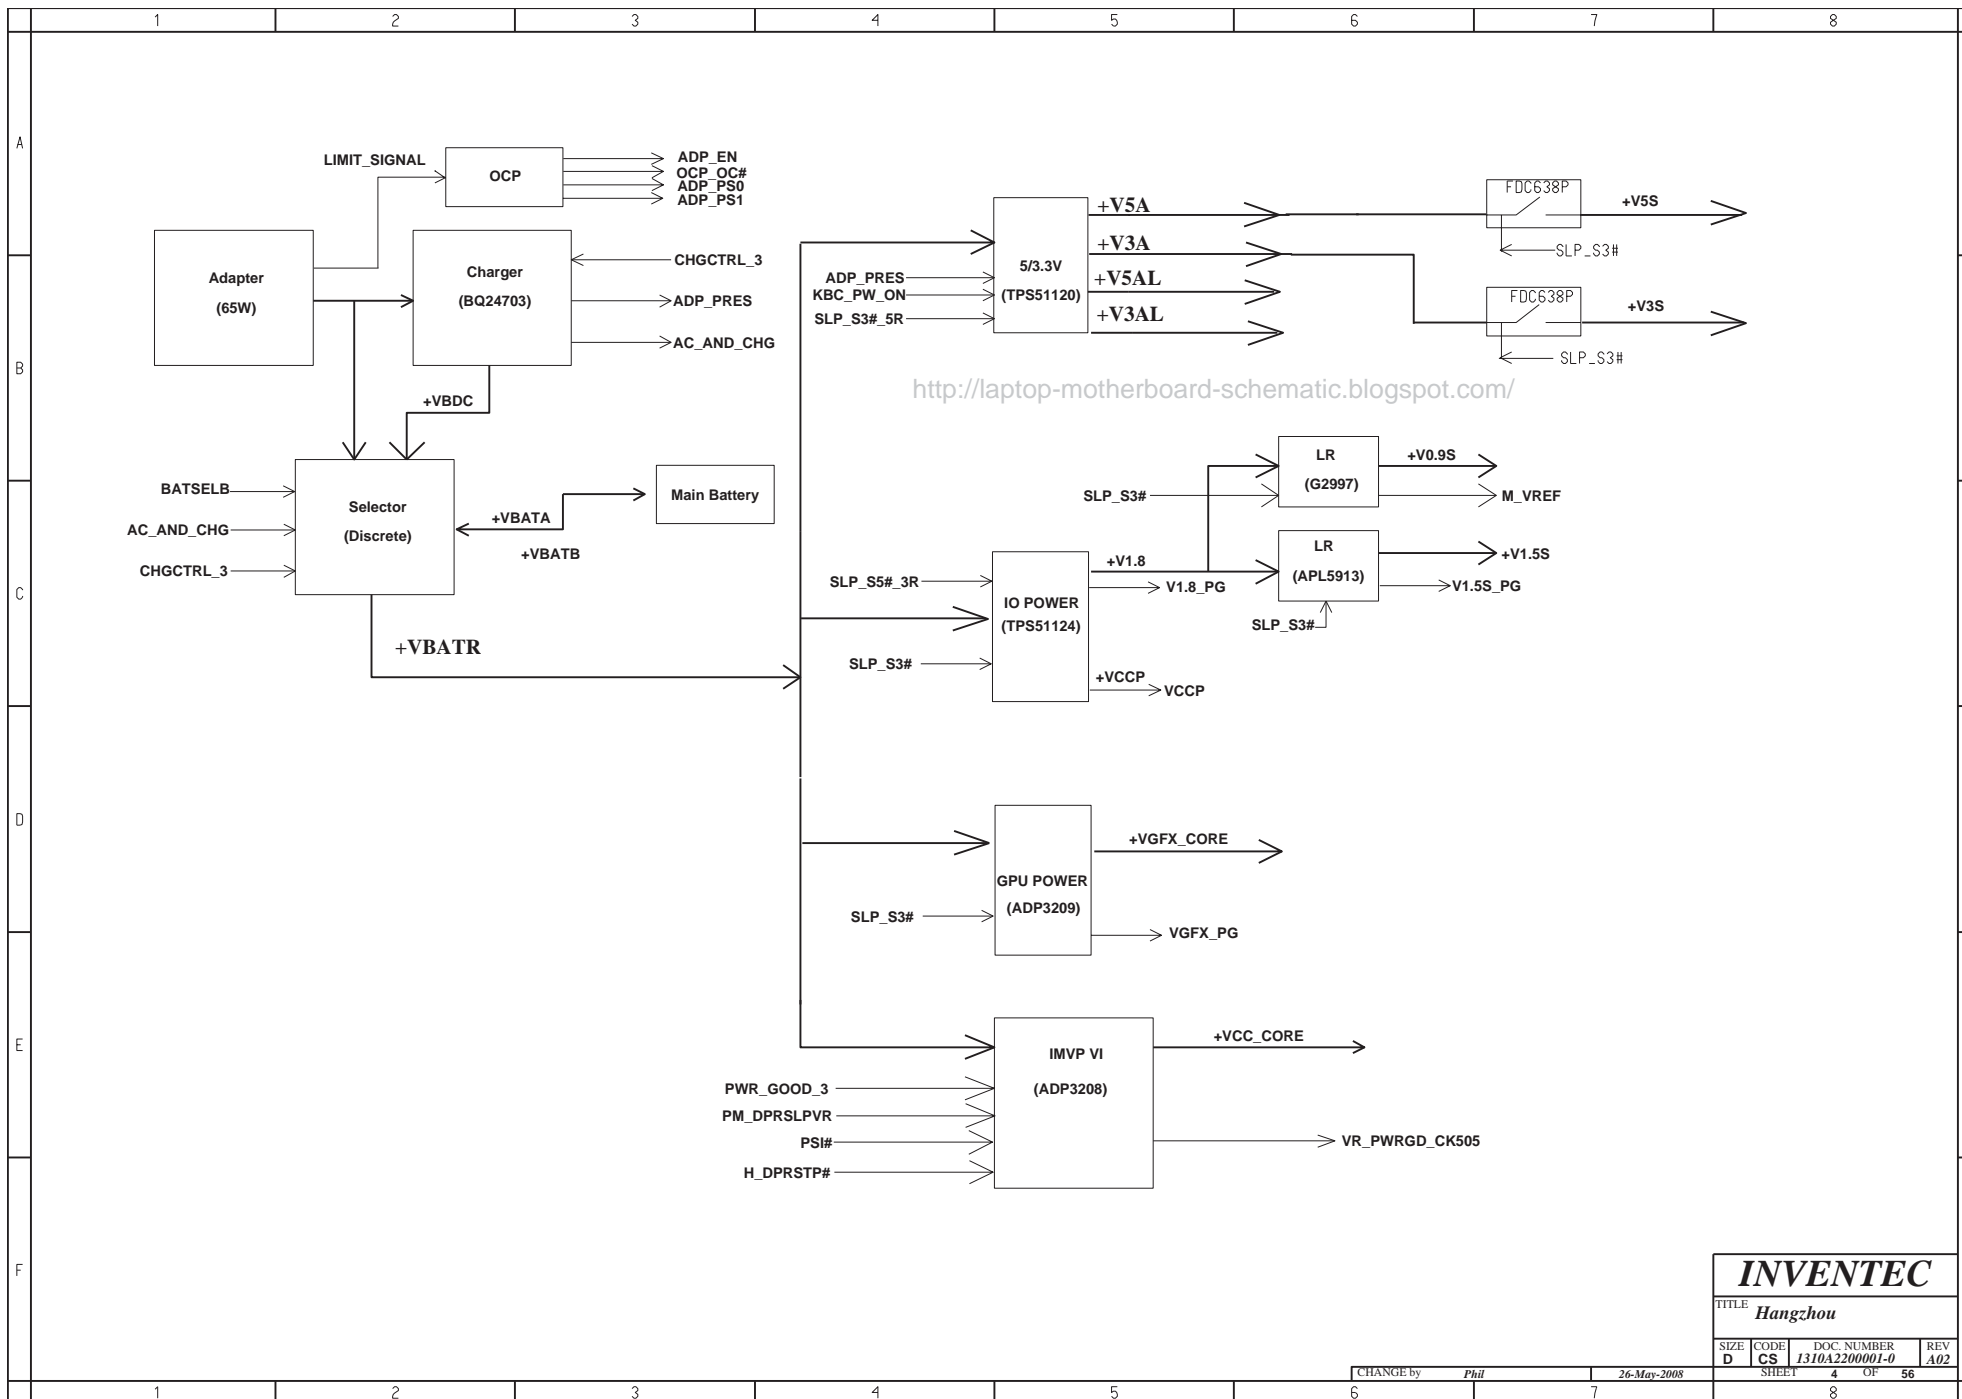 1 2 3 4 5 6 7 8
A
B
C
D
E
F
LIMIT_SIGNAL
OCP
ADP_EN
OCP_OC#
ADP_PS0
ADP_PS1
Adapter
(65W)
Charger
(BQ24703)
CHGCTRL_3
ADP_PRES
AC_AND_CHG
+VBDC
BATSELB
AC_AND_CHG
CHGCTRL_3
Selector
(Discrete)
+VBATA
+VBATB
Main Battery
+VBATR
ADP_PRES
KBC_PW_ON
SLP_S3#_5R
5/3.3V
(TPS51120)
+V5A
+V3A
+V5AL
+V3AL
FDC638P
+V5S
SLP_S3#
FDC638P
+V3S
SLP_S3#
http://laptop-motherboard-schematic.blogspot.com/
LR
(G2997)
+V0.9S
SLP_S3#
M_VREF
LR
(APL5913)
+V1.5S
V1.5S_PG
SLP_S3#
SLP_S5#_3R
IO POWER
(TPS51124)
+V1.8
V1.8_PG
SLP_S3#
+VCCP
VCCP
GPU POWER
(ADP3209)
+VGFX_CORE
SLP_S3#
VGFX_PG
IMVP VI
(ADP3208)
+VCC_CORE
PWR_GOOD_3
PM_DPRSLPVR
PSI#
H_DPRSTP#
VR_PWRGD_CK505
INVENTEC
TITLE Hangzhou
SIZE CODE DOC. NUMBER REV
D CS 1310A2200001-0 A02
CHANGE by Phil 26-May-2008 SHEET 4 OF 56
1 2 3 4 5 6 7 8